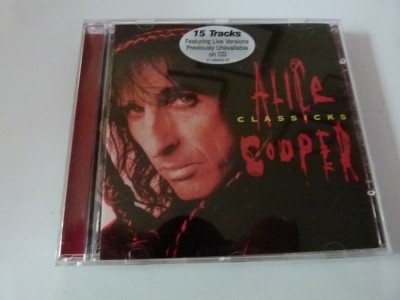 15 Tracks
Featuring Live Versions
Previously Unavailable
on CD
ALICE
CLASSICKS
COOPER